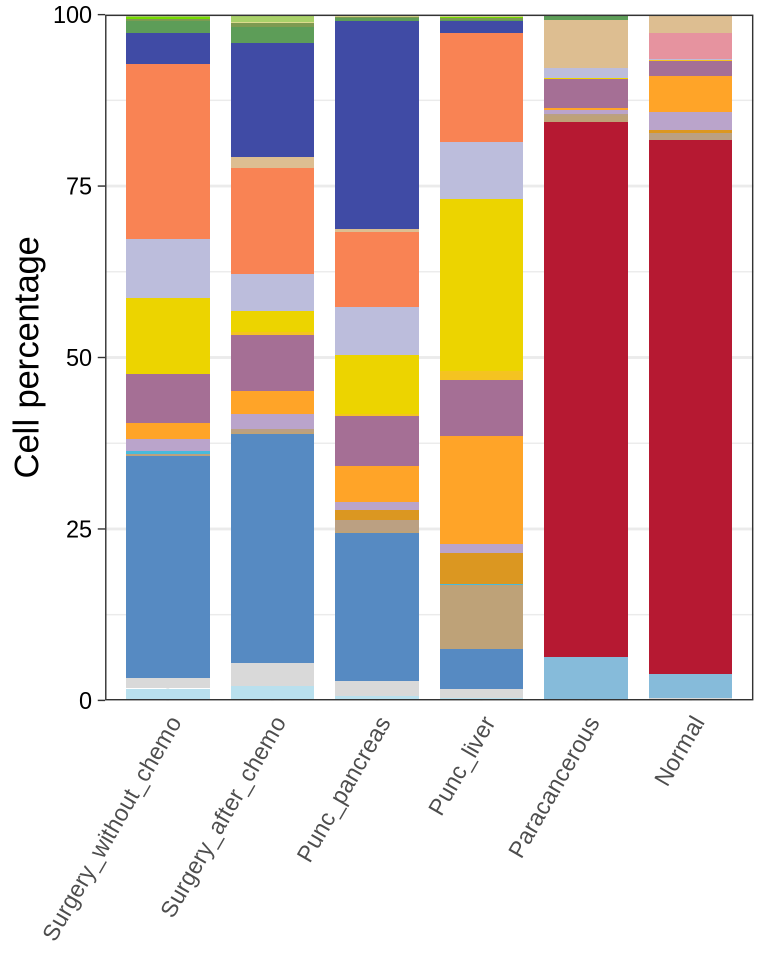 Cell percentage
100
75
50
25
0
Surgery_without_chemo
Surgery_after_chemo
Punc_pancreas
Punc_liver
Paracancerous
Normal